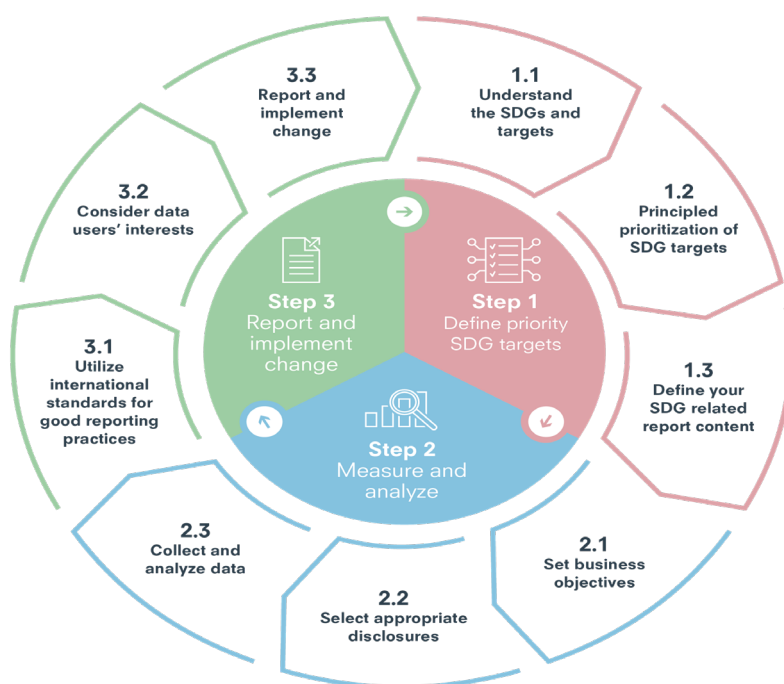 1.1
Understand
the SDGs and
targets
1.2
Principled
prioritization of
SDG targets
1.3
Define your
SDG related
report content
2.1
Set business
objectives
2.2
Select appropriate
disclosures
2.3
Collect and
analyze data
3.1
Utilize
international
standards for
good reporting
practices
3.2
Consider data
users’ interests
3.3
Report and
implement
change
Step 1
Define priority
SDG targets
Step 2
Measure and
analyze
Step 3
Report and
implement
change